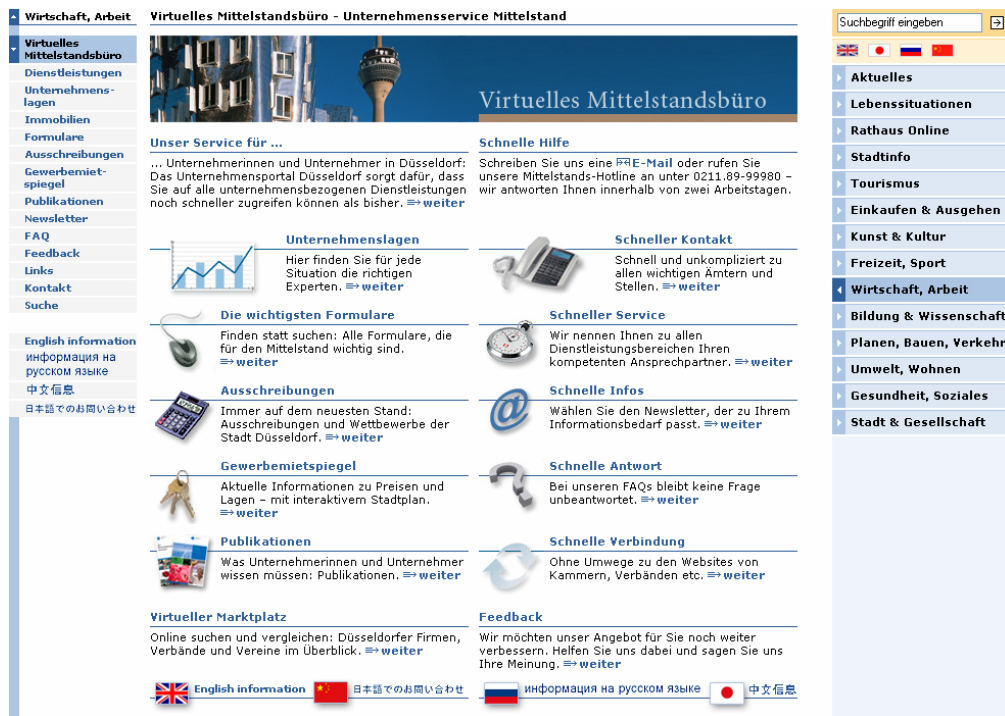 Wirtschaft, Arbeit
Virtuelles
Mittelstandsbüro
Dienstleistungen
Unternehmens-
lagen
Immobilien
Formulare
Ausschreibungen
Gewerbemiet-
spiegel
Publikationen
Newsletter
FAQ
Feedback
Links
Kontakt
Suche
English information
информация на
русском языке
中文信息
日本語でのお問い合わせ
Virtuelles Mittelstandsbüro - Unternehmensservice Mittelstand
Virtuelles Mittelstandsbüro
Unser Service für ...
... Unternehmerinnen und Unternehmer in Düsseldorf:
Das Unternehmensportal Düsseldorf sorgt dafür, dass
Sie auf alle unternehmensbezogenen Dienstleistungen
noch schneller zugreifen können als bisher. weiter
Schnelle Hilfe
Schreiben Sie uns eine E-Mail oder rufen Sie
unsere Mittelstands-Hotline an unter 0211.89-99980 –
wir antworten Ihnen innerhalb von zwei Arbeitstagen.
Unternehmenslagen
Hier finden Sie für jede
Situation die richtigen
Experten. weiter
Schneller Kontakt
Schnell und unkompliziert zu
allen wichtigen Ämtern und
Stellen. weiter
Die wichtigsten Formulare
Finden statt suchen: Alle Formulare, die
für den Mittelstand wichtig sind.
weiter
Schneller Service
Wir nennen Ihnen zu allen
Dienstleistungsbereichen Ihren
kompetenten Ansprechpartner. weiter
Ausschreibungen
Immer auf dem neuesten Stand:
Ausschreibungen und Wettbewerbe der
Stadt Düsseldorf. weiter
Schnelle Infos
Wählen Sie den Newsletter, der zu Ihrem
Informationsbedarf passt. weiter
Gewerbemietspiegel
Aktuelle Informationen zu Preisen und
Lagen – mit interaktivem Stadtplan.
weiter
Schnelle Antwort
Bei unseren FAQs bleibt keine Frage
unbeantwortet. weiter
Publikationen
Was Unternehmerinnen und Unternehmer
wissen müssen: Publikationen. weiter
Schnelle Verbindung
Ohne Umwege zu den Websites von
Kammern, Verbänden etc. weiter
Virtueller Marktplatz
Online suchen und vergleichen: Düsseldorfer Firmen,
Verbände und Vereine im Überblick. weiter
Feedback
Wir möchten unser Angebot für Sie noch weiter
verbessern. Helfen Sie uns dabei und sagen Sie uns
Ihre Meinung. weiter
English information 日本語でのお問い合わせ информация на русском языке 中文信息
Suchbegriff eingeben
Aktuelles
Lebenssituationen
Rathaus Online
Stadtinfo
Tourismus
Einkaufen & Ausgehen
Kunst & Kultur
Freizeit, Sport
Wirtschaft, Arbeit
Bildung & Wissenschaft
Planen, Bauen, Verkehr
Umwelt, Wohnen
Gesundheit, Soziales
Stadt & Gesellschaft